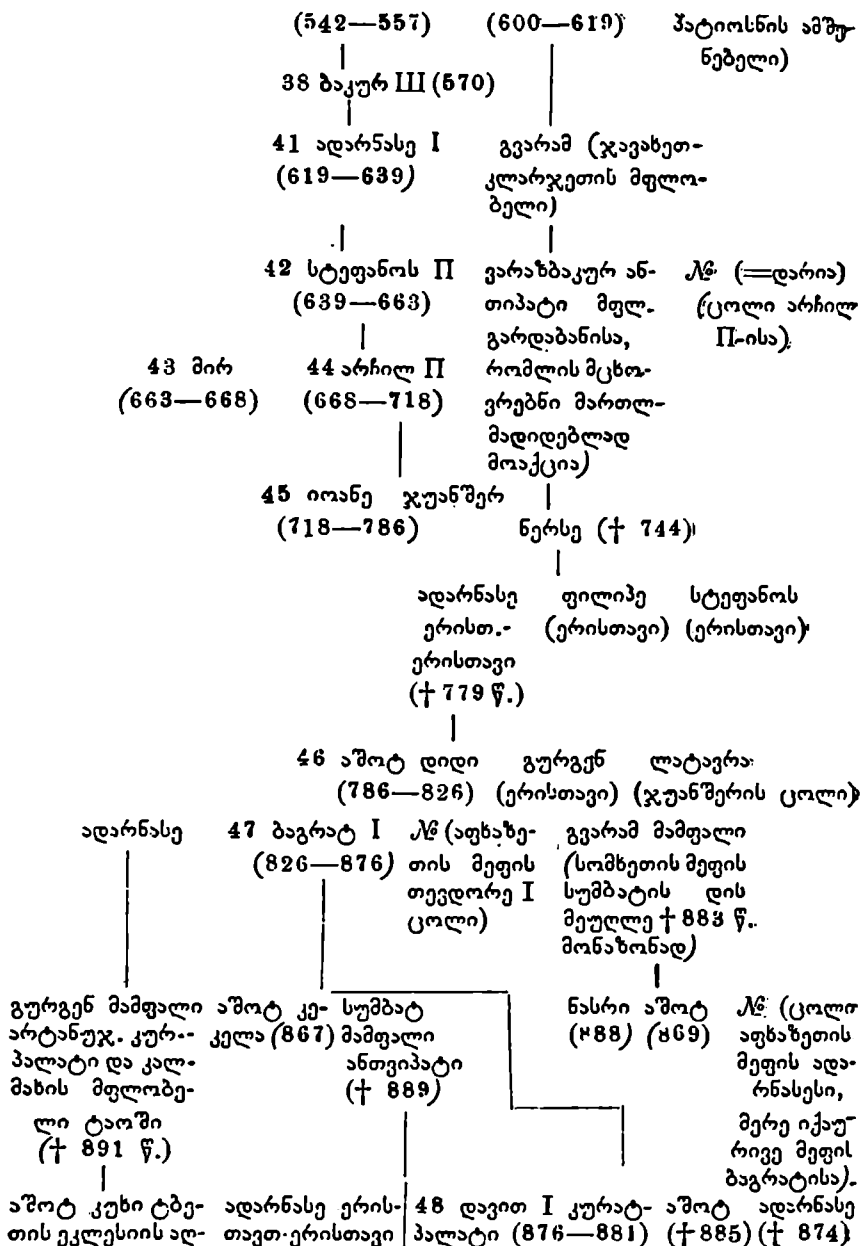 (542—557) (600—619) პატიოსნის ამშე-
ნებელი)
38 ბაკურ III (570)
41 ადარნასე I გვარამ (ჯავახეთ-
(619—639) კლარჯეთის მფლო-
ბელი)
42 სტეფანოს II ვარაზბაკურ ან- № (=დარია)
(639—663) თიპატი მფლ. (ცოლი არჩილ
გარდაბანისა, II-ისა)
43 მირ 44 არჩილ II რომლის მცხო-
(663—668) (668—718) ვრებნი მართლ-
მადიდებლად
მოაქცია)
45 იოანე ჯუანშერ
(718—786) ნერსე († 744)
ადარნასე ფილიპე სტეფანოს
ერისთ.- (ერისთავი) (ერისთავი)
ერისთავი
(† 779 წ.)
46 აშოტ დიდი გურგენ ლატავრა
(786—826) (ერისთავი) (ჯუანშერის ცოლი)
ადარნასე 47 ბაგრატ I № (აფხაზე- გვარამ მამფალი
(826—876) თის მეფის (სომხეთის მეფის
თევდორე I სუმბატის დის
ცოლი) მეუღლე † 883 წ.
მონაზონად)
გურგენ მამფალი აშოტ კე- სუმბატ ნასრი აშოტ № (ცოლი
არტანუჯ. კურ- კელა (867) მამფალი (888) (869) აფხაზეთის
პალატი და კალ- ანთვიპატი მეფის ადა-
მახის მფლობე- († 889) რნასესი,
ლი ტაოში მერე იქაუ-
(† 891 წ.) რივე მეფის
ბაგრატისა).
აშოტ კუხი ტბე- ადარნასე ერის- 48 დავით I კურატ- აშოტ ადარნასე
თის ეკლესიის აღ- თავთ-ერისთავი პალატი (876—881) († 885) († 874)